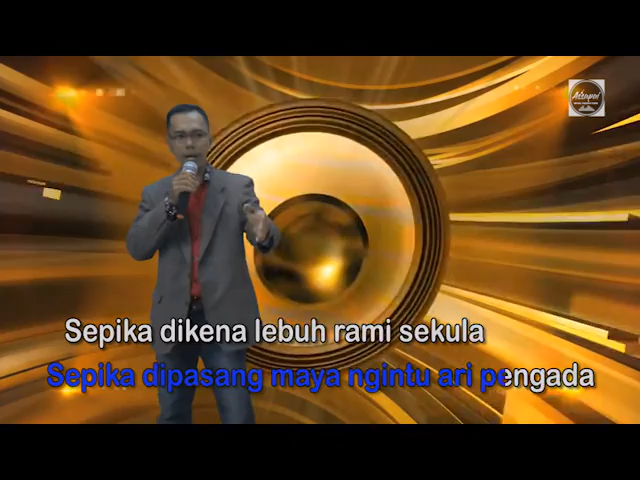 Sepika dikena lebuh rami sekula
Sepika dipasang maya ngintu ari pengada